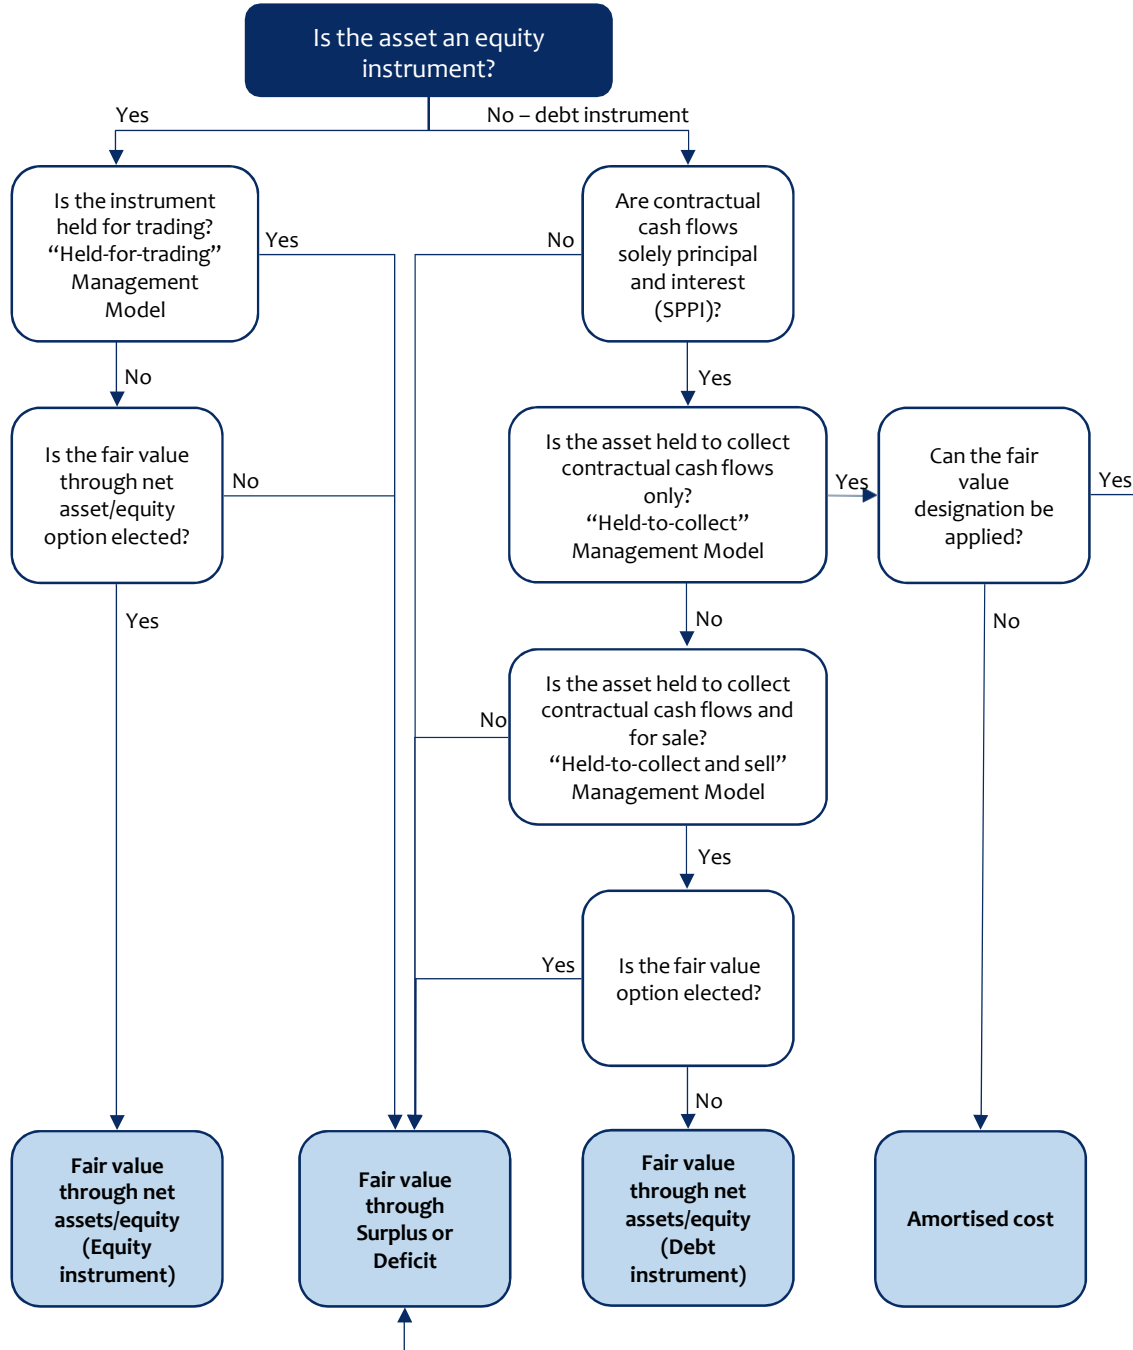 Is the asset an equity
instrument?
Yes
No – debt instrument
Is the instrument
held for trading?
“Held-for-trading”
Management
Model
Yes
No
Are contractual
cash flows
solely principal
and interest
(SPPI)?
No
Yes
Is the fair value
through net
asset/equity
option elected?
No
Is the asset held to collect
contractual cash flows
only?
“Held-to-collect”
Management Model
Yes
Can the fair
value
designation be
applied?
Yes
Yes
No
No
Is the asset held to collect
contractual cash flows and
for sale?
“Held-to-collect and sell”
Management Model
No
Yes
Yes
Is the fair value
option elected?
No
Fair value
through net
assets/equity
(Equity
instrument)
Fair value
through
Surplus or
Deficit
Fair value
through net
assets/equity
(Debt
instrument)
Amortised cost